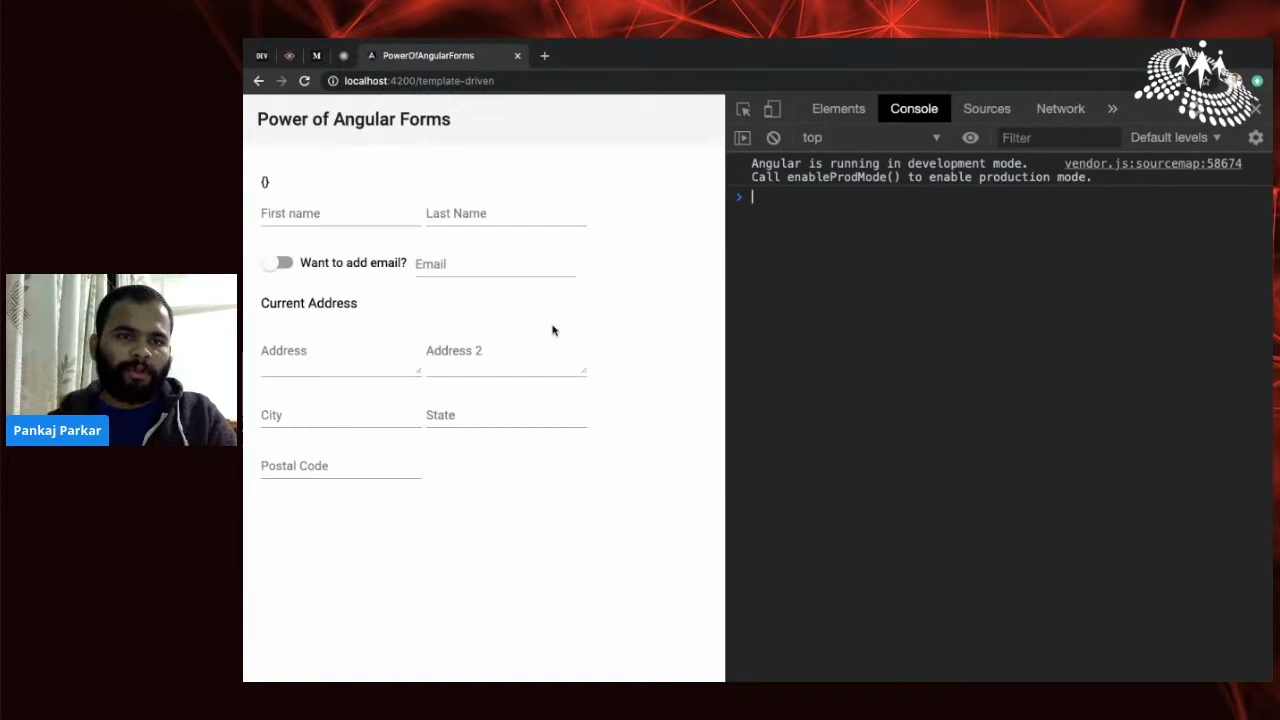 DEV
M
PowerOfAngularForms
localhost:4200/template-driven
Power of Angular Forms
{}
First name Last Name
Want to add email? Email
Current Address
Address Address 2
City State
Postal Code
Elements Console Sources Network
top Filter Default levels
Angular is running in development mode. vendor.js:sourcemap:58674
Call enableProdMode() to enable production mode.
Pankaj Parkar